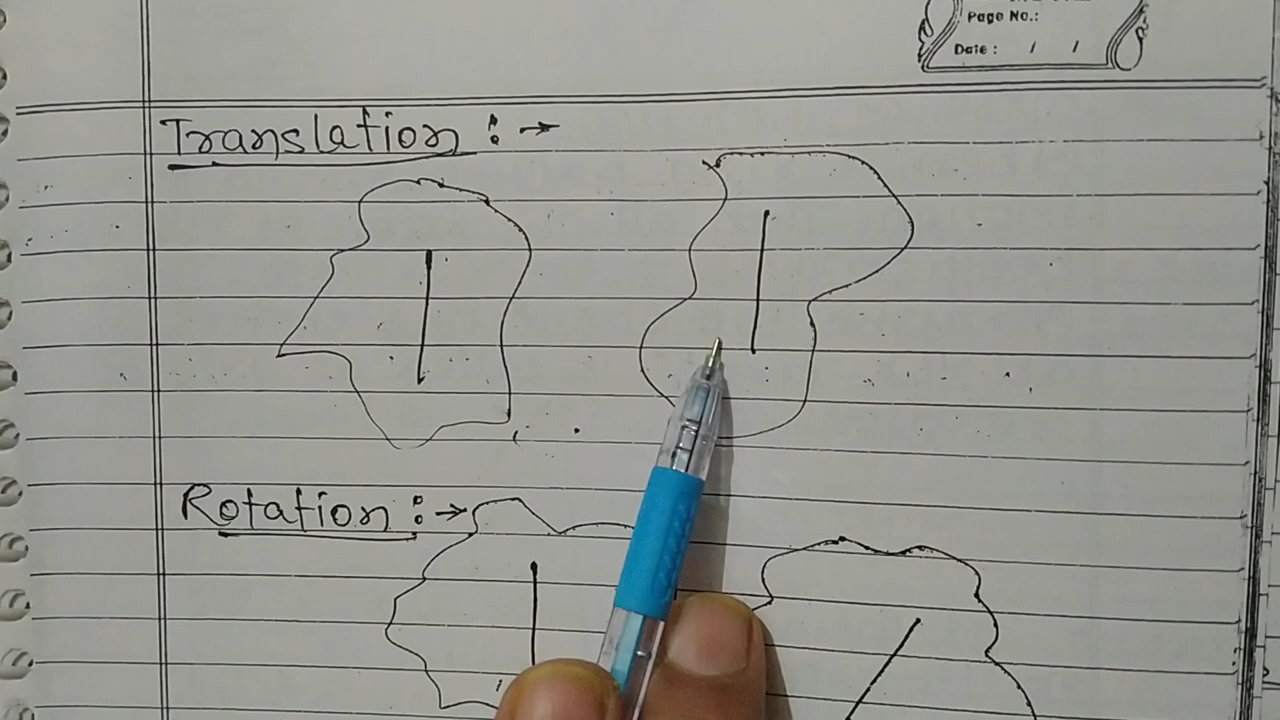 Page No.:
Date : / /
Translation :→
Rotation :→